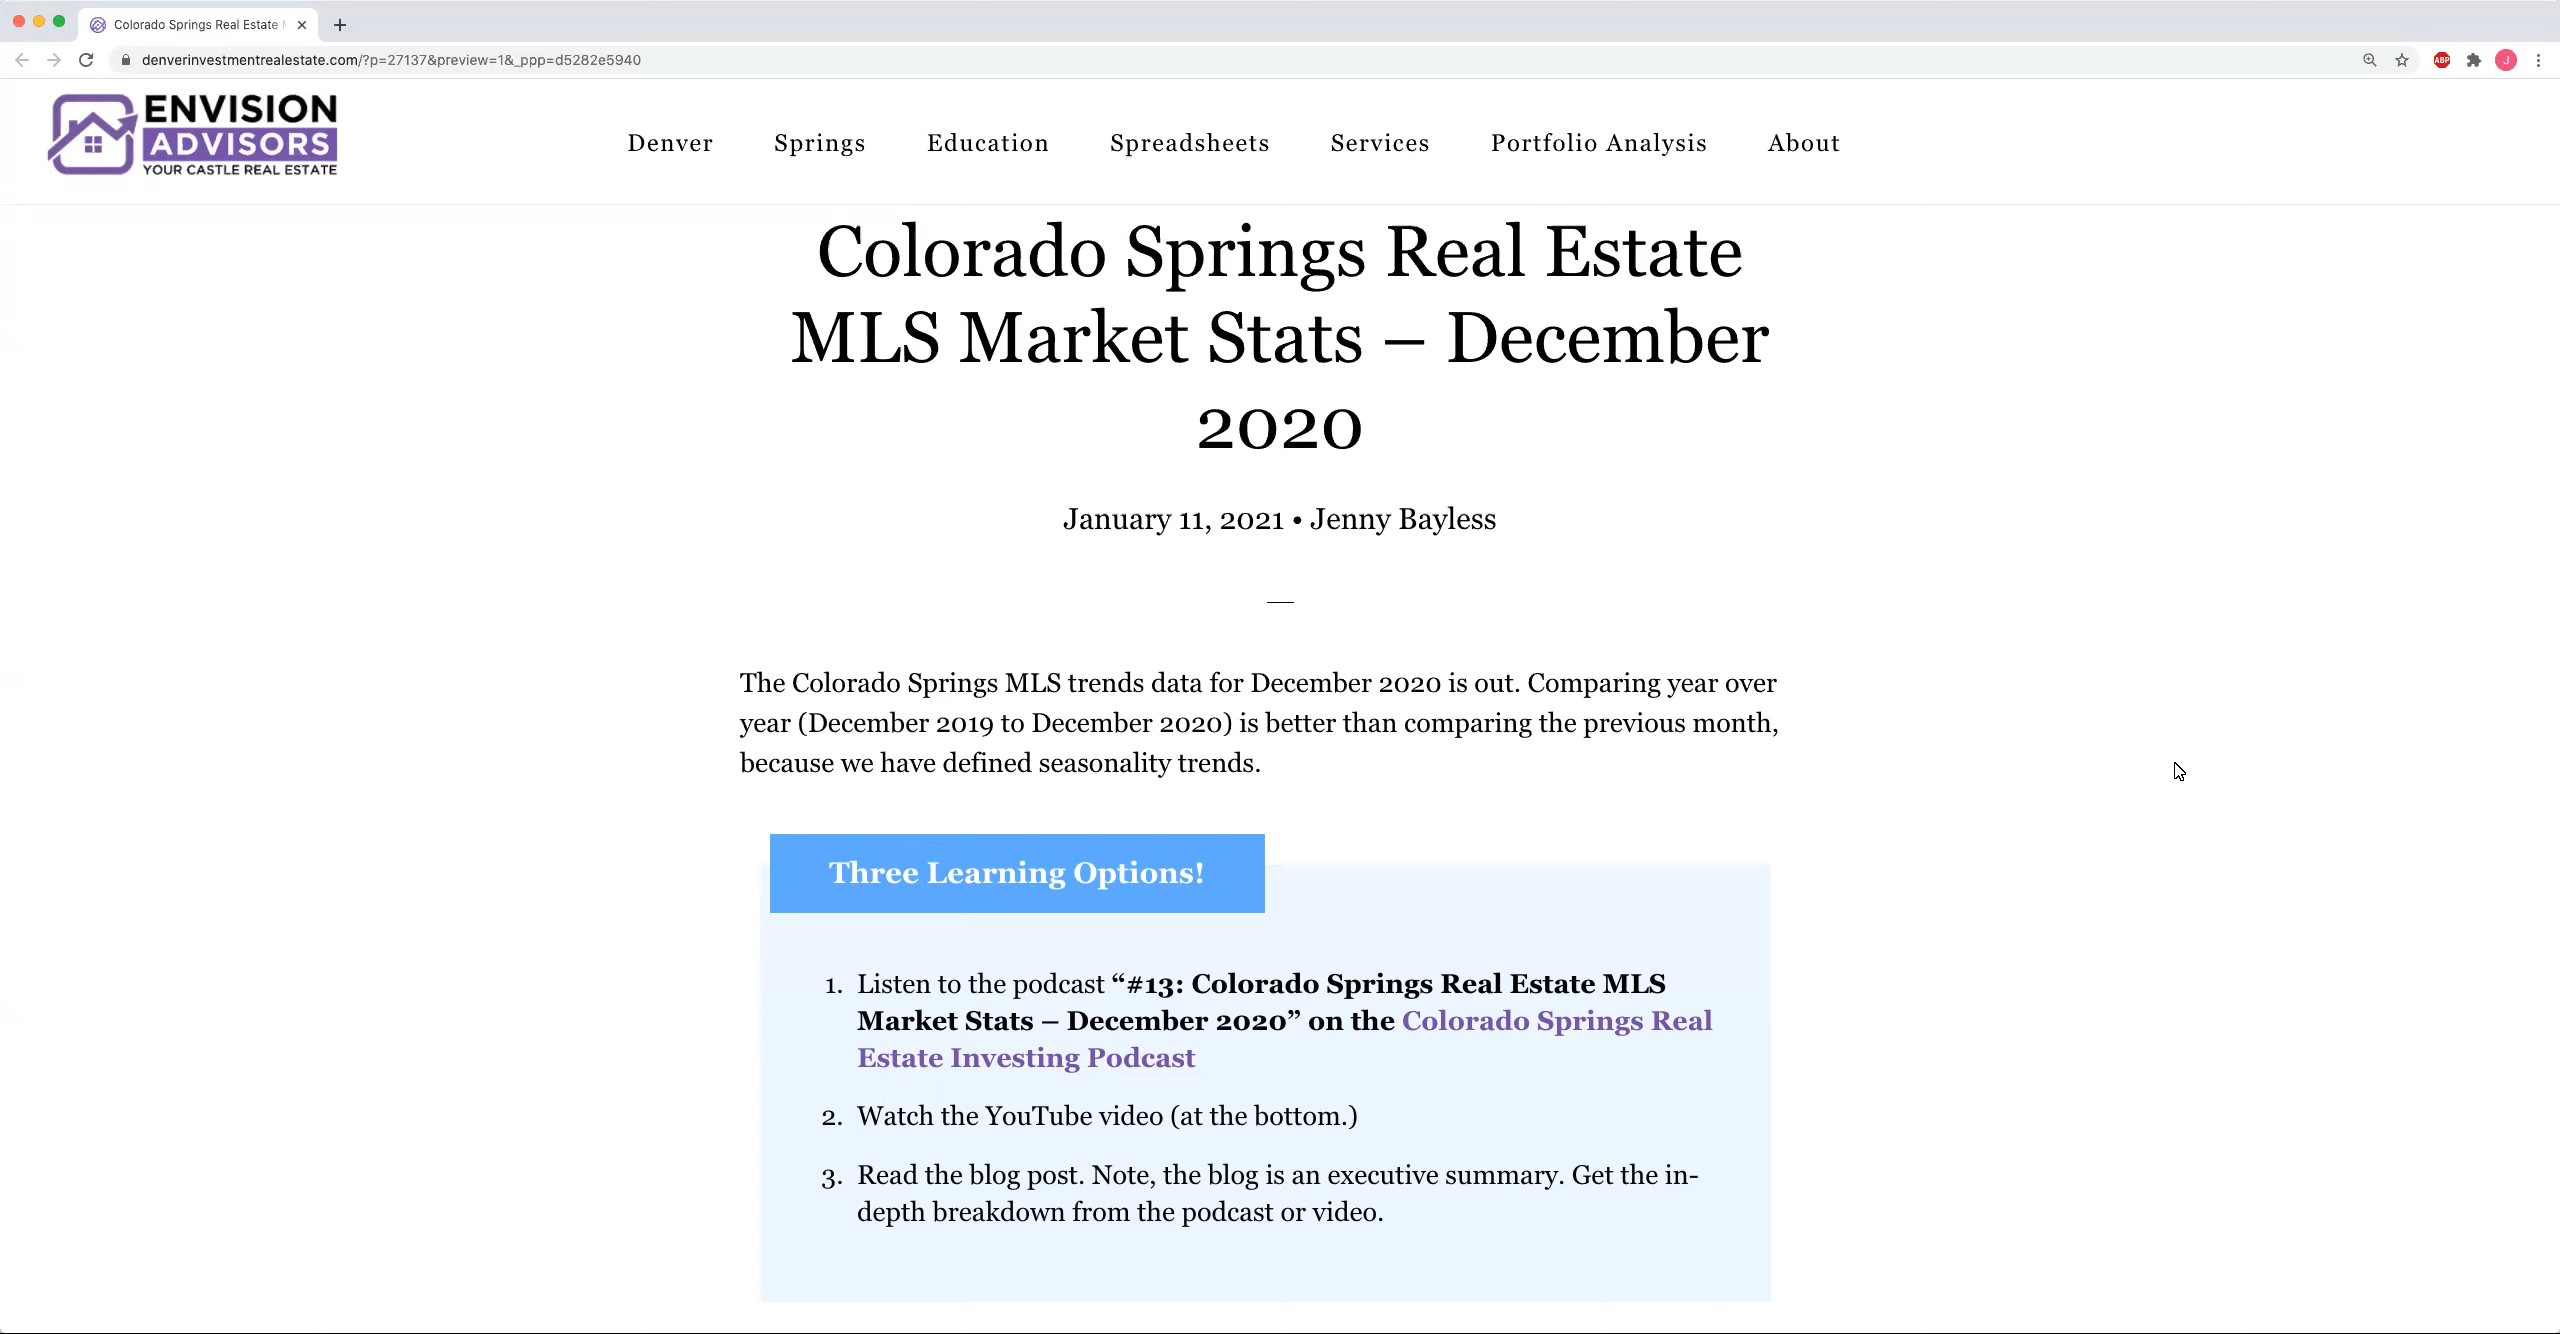 Colorado Springs Real Estate
denverinvestmentrealestate.com/?p=27137&preview=1&_ppp=d5282e5940
ABP
J
ENVISION
ADVISORS
YOUR CASTLE REAL ESTATE
Denver Springs Education Spreadsheets Services Portfolio Analysis About
Colorado Springs Real Estate
MLS Market Stats – December
2020
January 11, 2021 • Jenny Bayless
The Colorado Springs MLS trends data for December 2020 is out. Comparing year over
year (December 2019 to December 2020) is better than comparing the previous month,
because we have defined seasonality trends.
Three Learning Options!
1. Listen to the podcast “#13: Colorado Springs Real Estate MLS
Market Stats – December 2020” on the Colorado Springs Real
Estate Investing Podcast
2. Watch the YouTube video (at the bottom.)
3. Read the blog post. Note, the blog is an executive summary. Get the in-
depth breakdown from the podcast or video.